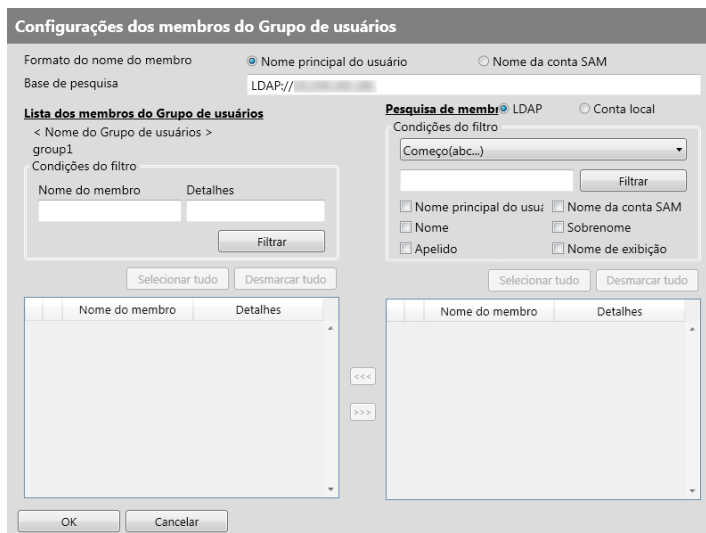 Configurações dos membros do Grupo de usuários
Formato do nome do membro
Nome principal do usuário
Nome da conta SAM
Base de pesquisa
LDAP://
Lista dos membros do Grupo de usuários
< Nome do Grupo de usuários >
group1
Condições do filtro
Nome do membro
Detalhes
Filtrar
Selecionar tudo
Desmarcar tudo
Nome do membro
Detalhes
<<<
>>>
Pesquisa de membr
LDAP
Conta local
Condições do filtro
Começo(abc...)
Filtrar
Nome principal do usuá
Nome da conta SAM
Nome
Sobrenome
Apelido
Nome de exibição
Selecionar tudo
Desmarcar tudo
Nome do membro
Detalhes
OK
Cancelar